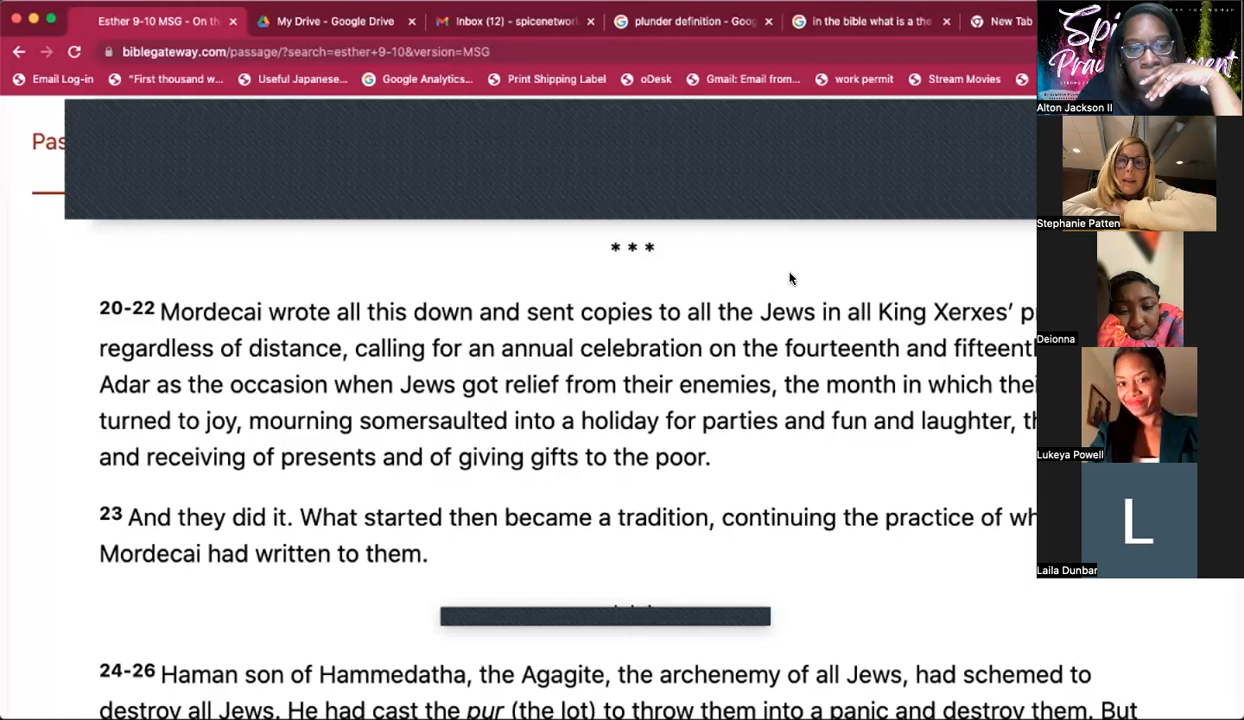 Esther 9-10 MSG - On th
My Drive - Google Drive
Inbox (12) - spicenetwor
plunder definition - Goog
in the bible what is a the
New Tab
biblegateway.com/passage/?search=esther+9-10&version=MSG
Email Log-in
"First thousand w...
Useful Japanese...
Google Analytics...
Print Shipping Label
oDesk
Gmail: Email from...
work permit
Stream Movies
Pas
* * *
20-22 Mordecai wrote all this down and sent copies to all the Jews in all King Xerxes' p
regardless of distance, calling for an annual celebration on the fourteenth and fifteent
Adar as the occasion when Jews got relief from their enemies, the month in which thei
turned to joy, mourning somersaulted into a holiday for parties and fun and laughter, t
and receiving of presents and of giving gifts to the poor.
23 And they did it. What started then became a tradition, continuing the practice of wh
Mordecai had written to them.
24-26 Haman son of Hammedatha, the Agagite, the archenemy of all Jews, had schemed to
destroy all Jews. He had cast the pur (the lot) to throw them into a panic and destroy them. But
Alton Jackson II
Stephanie Patten
Deionna
Lukeya Powell
L
Laila Dunbar